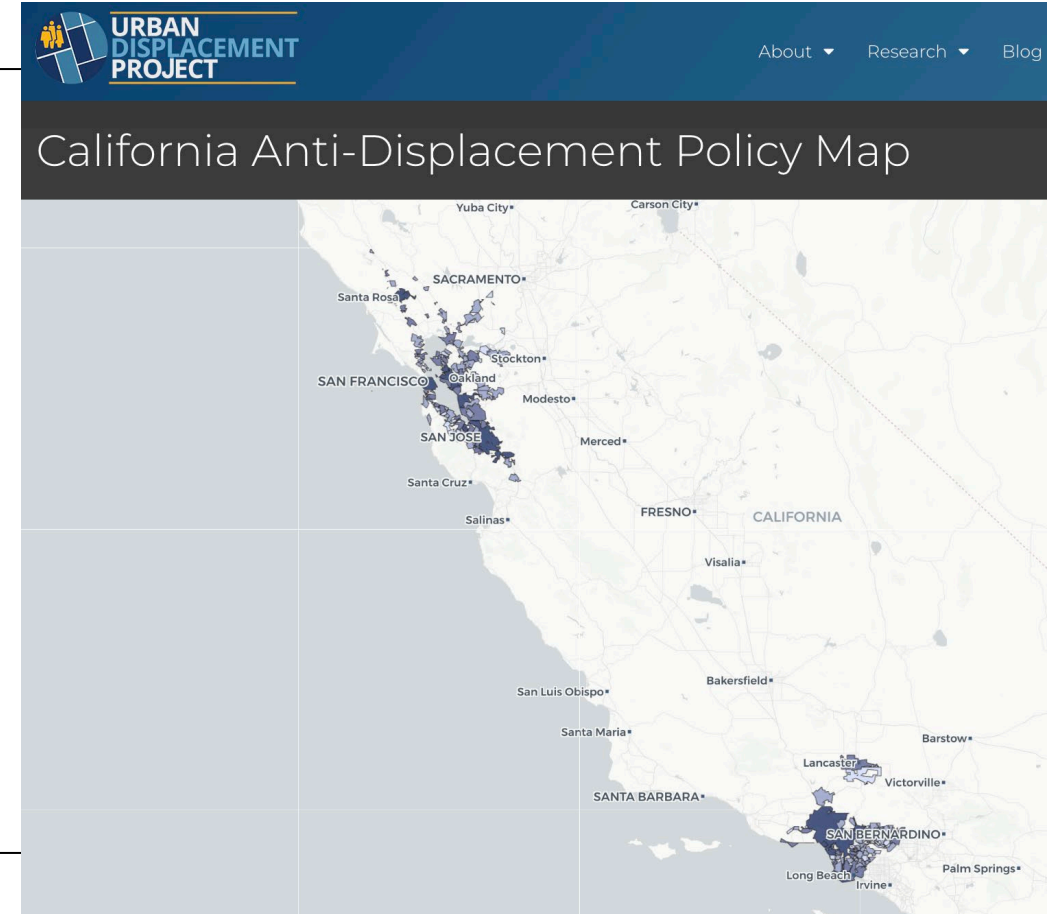 URBAN
DISPLACEMENT
PROJECT
About
Research
Blog
California Anti-Displacement Policy Map
Yuba City
Carson City
SACRAMENTO
Santa Rosa
Stockton
SAN FRANCISCO
Oakland
Modesto
SAN JOSE
Merced
Santa Cruz
Salinas
FRESNO
CALIFORNIA
Visalia
Bakersfield
San Luis Obispo
Santa Maria
Barstow
Lancaster
Victorville
SANTA BARBARA
SAN BERNARDINO
Palm Springs
Long Beach
Irvine